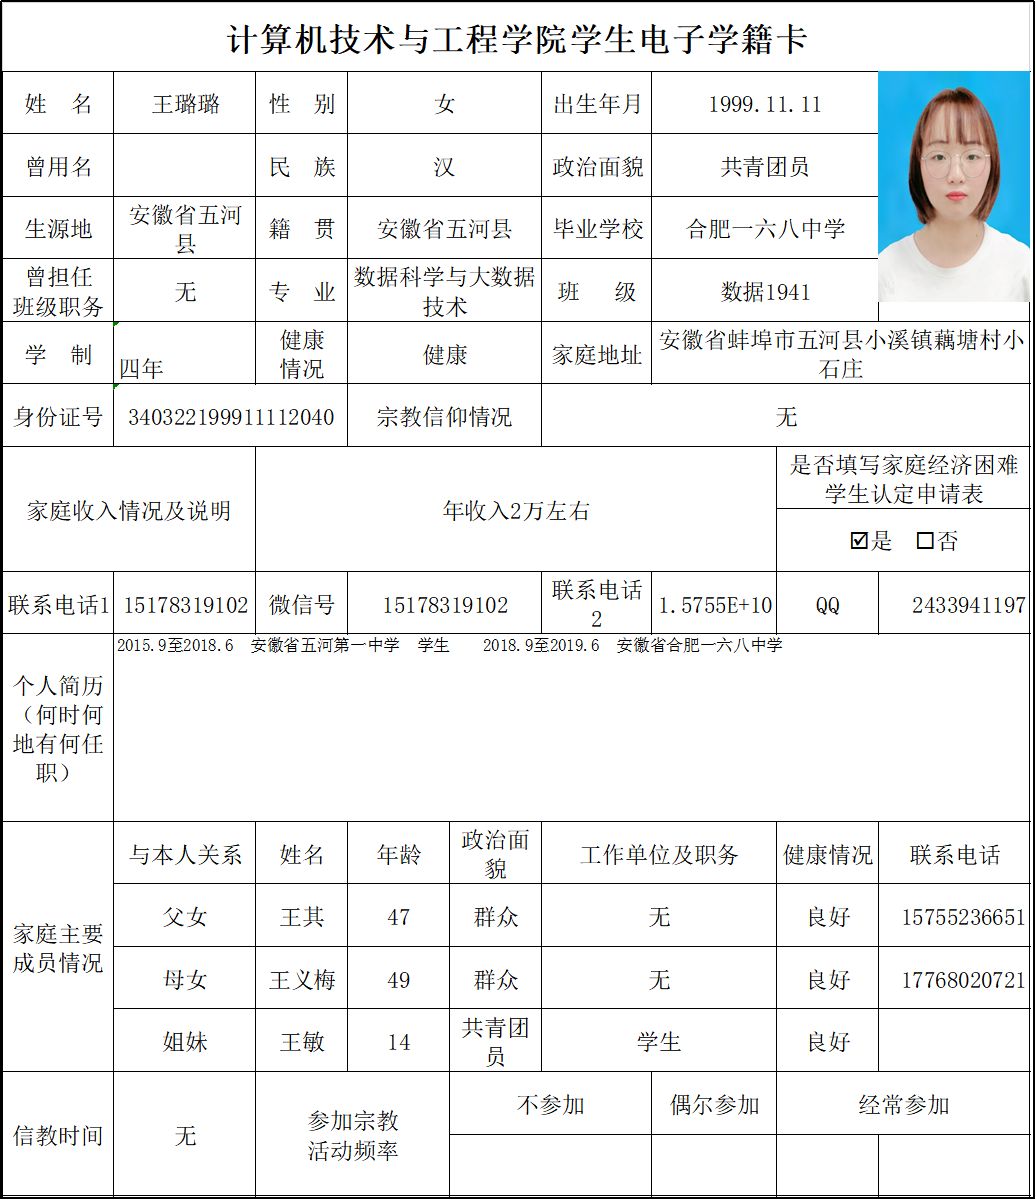 计算机技术与工程学院学生电子学籍卡
姓 名 王璐璐 性 别 女 出生年月 1999.11.11
曾用名 民 族 汉 政治面貌 共青团员
生源地 安徽省五河县 籍 贯 安徽省五河县 毕业学校 合肥一六八中学
曾担任班级职务 无 专 业 数据科学与大数据技术 班 级 数据1941
学 制 四年 健康情况 健康 家庭地址 安徽省蚌埠市五河县小溪镇藕塘村小石庄
身份证号 340322199911112040 宗教信仰情况 无
家庭收入情况及说明 年收入2万左右 是否填写家庭经济困难学生认定申请表
☑是 □否
联系电话1 15178319102 微信号 15178319102 联系电话2 1.5755E+10 QQ 2433941197
个人简历（何时何地有何任职） 2015.9至2018.6 安徽省五河第一中学 学生 2018.9至2019.6 安徽省合肥一六八中学
家庭主要成员情况
与本人关系 姓名 年龄 政治面貌 工作单位及职务 健康情况 联系电话
父女 王其 47 群众 无 良好 15755236651
母女 王义梅 49 群众 无 良好 17768020721
姐妹 王敏 14 共青团员 学生 良好
信教时间 无 参加宗教活动频率 不参加 偶尔参加 经常参加